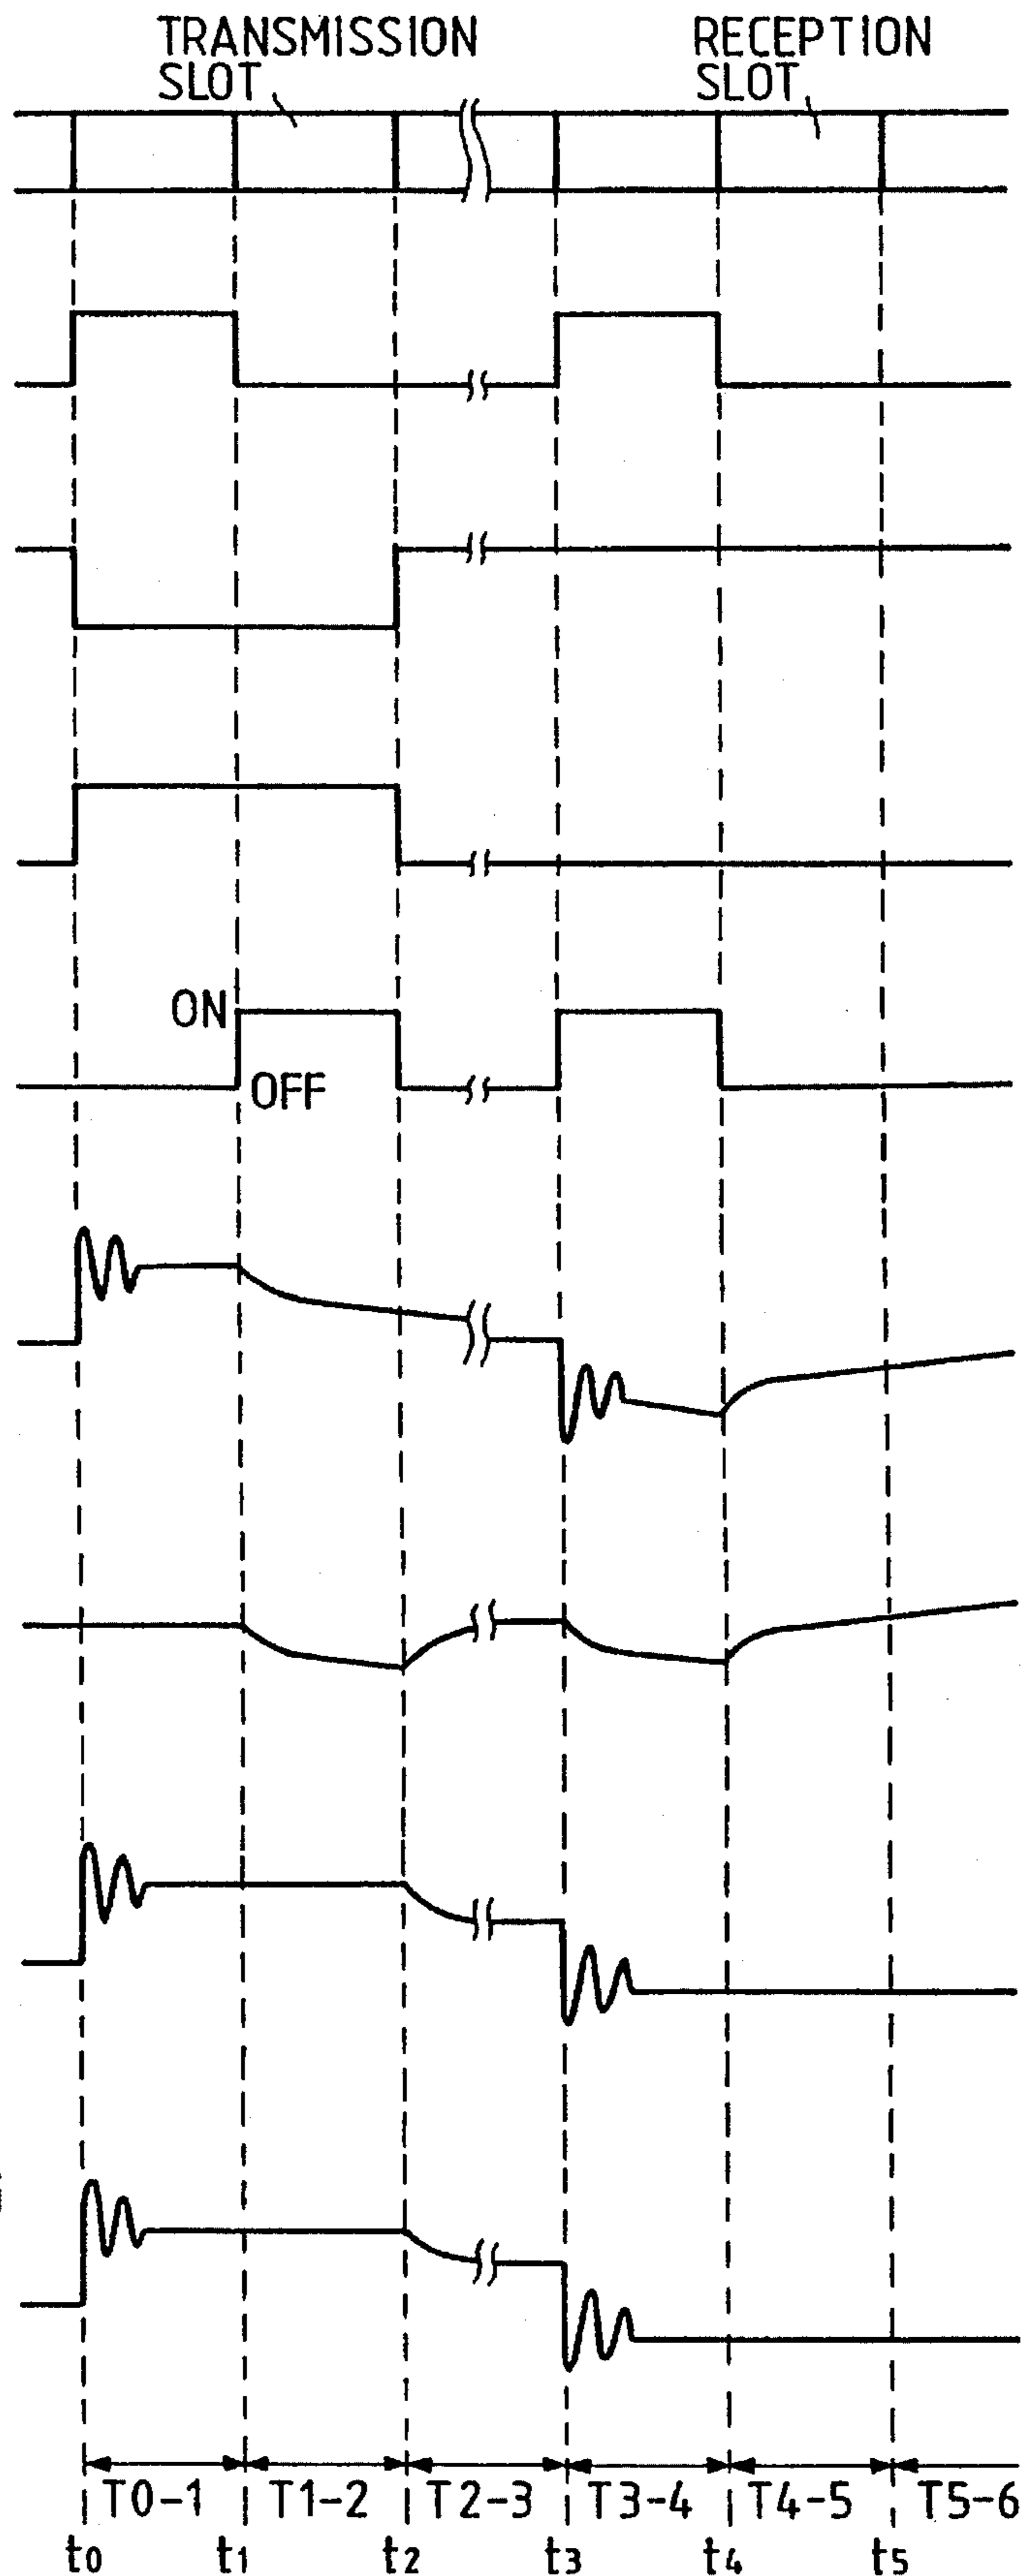 TRANSMISSION SLOT
RECEPTION SLOT
ON
OFF
T0-1 T1-2 T2-3 T3-4 T4-5 T5-6
t0 t1 t2 t3 t4 t5